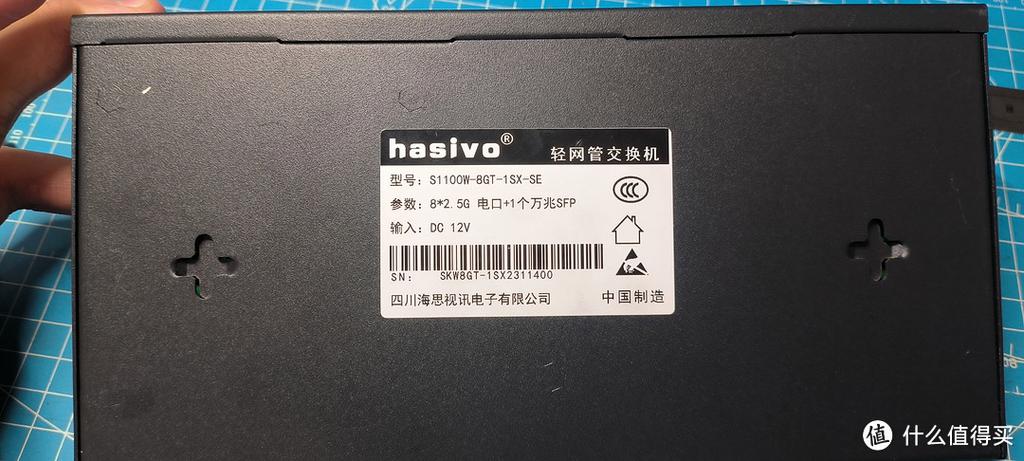 hasivo®
轻网管交换机
型号：S1100W-8GT-1SX-SE
参数：8*2.5G 电口+1个万兆SFP
输入：DC 12V
SN： SKW8GT-1SX2311400
四川海思视讯电子有限公司
中国制造
值 什么值得买